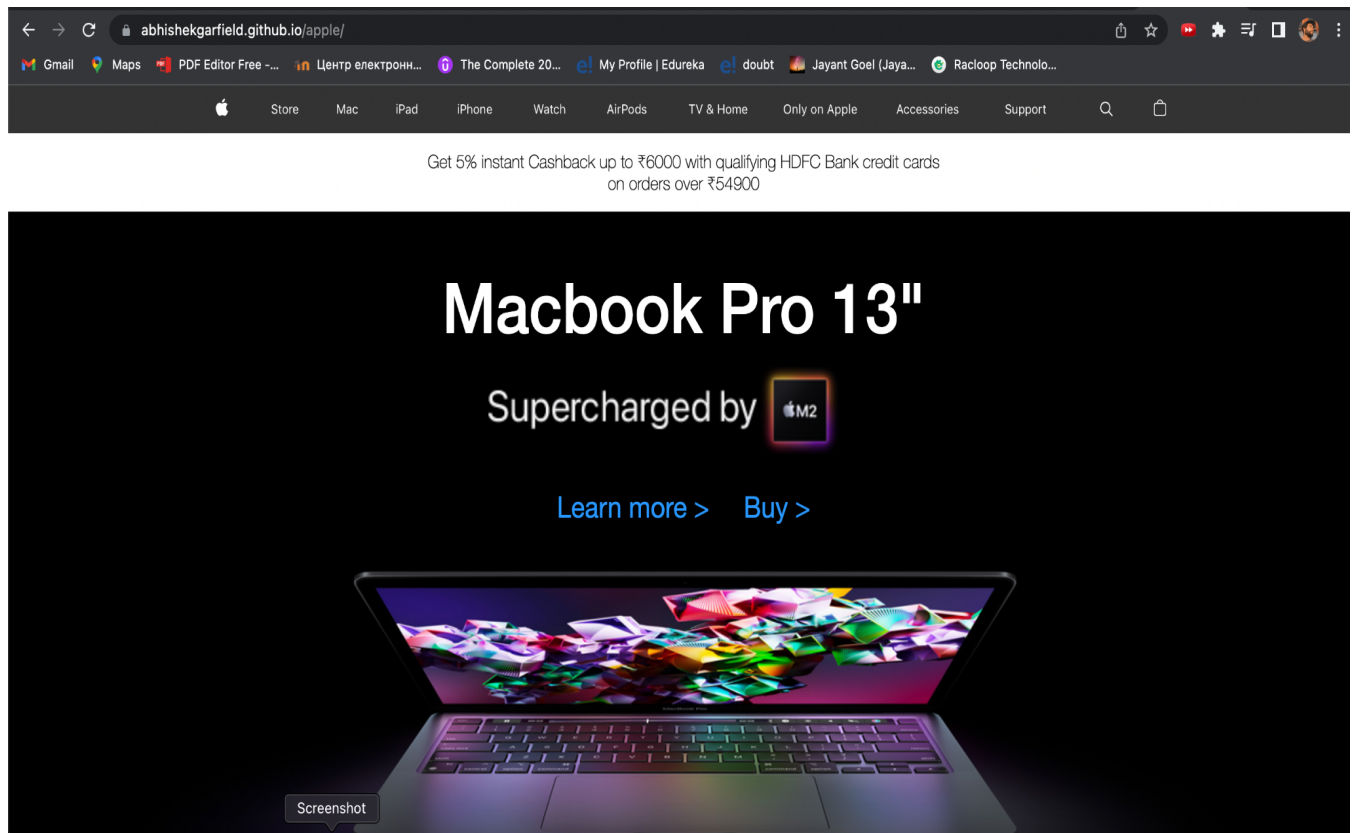 abhishekgarfield.github.io/apple/
Gmail Maps PDF Editor Free -... Центр електронн... The Complete 20... My Profile | Edureka doubt Jayant Goel (Jaya... Racloop Technolo...
Store Mac iPad iPhone Watch AirPods TV & Home Only on Apple Accessories Support
Get 5% instant Cashback up to ₹6000 with qualifying HDFC Bank credit cards
on orders over ₹54900
Macbook Pro 13"
Supercharged by M2
Learn more > Buy >
MacBook Pro
Screenshot